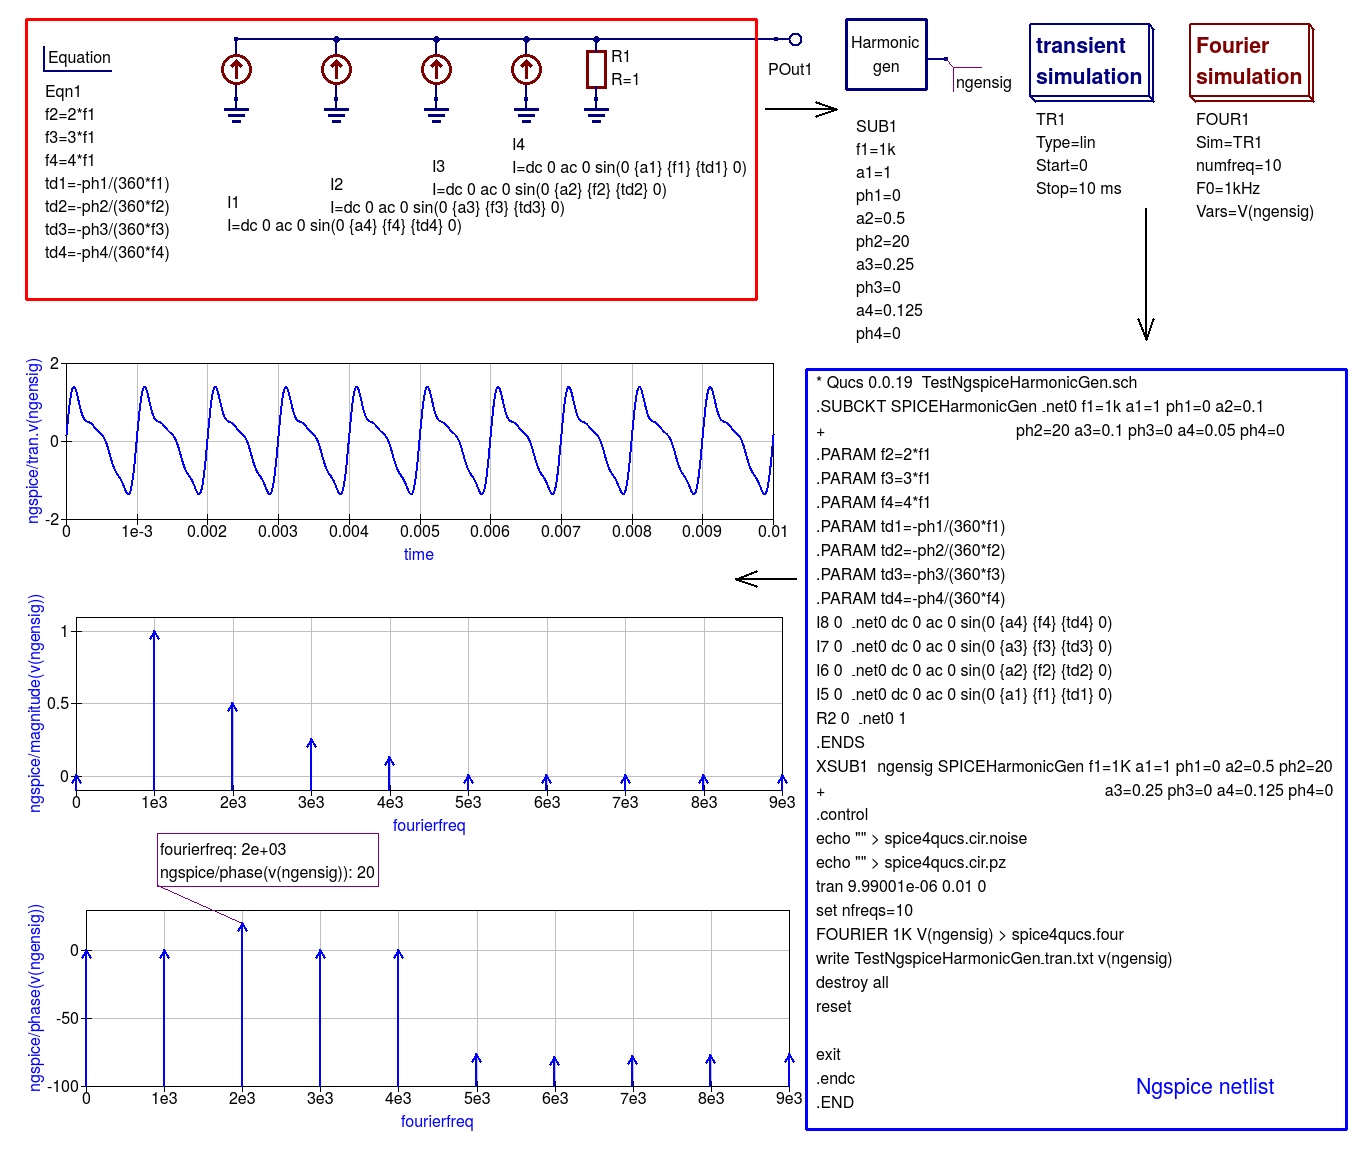 Equation
Eqn1
f2=2*f1
f3=3*f1
f4=4*f1
td1=-ph1/(360*f1)
td2=-ph2/(360*f2)
td3=-ph3/(360*f3)
td4=-ph4/(360*f4)
I1
I=dc 0 ac 0 sin(0 {a4} {f4} {td4} 0)
I2
I=dc 0 ac 0 sin(0 {a3} {f3} {td3} 0)
I3
I=dc 0 ac 0 sin(0 {a2} {f2} {td2} 0)
I4
I=dc 0 ac 0 sin(0 {a1} {f1} {td1} 0)
R1
R=1
POut1
Harmonic
gen
ngensig
SUB1
f1=1k
a1=1
ph1=0
a2=0.5
ph2=20
a3=0.25
ph3=0
a4=0.125
ph4=0
transient
simulation
TR1
Type=lin
Start=0
Stop=10 ms
Fourier
simulation
FOUR1
Sim=TR1
numfreq=10
F0=1kHz
Vars=V(ngensig)
ngspice/tran.v(ngensig)
2
0
-2
0 1e-3 0.002 0.003 0.004 0.005 0.006 0.007 0.008 0.009 0.01
time
ngspice/magnitude(v(ngensig))
1
0.5
0
0 1e3 2e3 3e3 4e3 5e3 6e3 7e3 8e3 9e3
fourierfreq
fourierfreq: 2e+03
ngspice/phase(v(ngensig)): 20
ngspice/phase(v(ngensig))
0
-50
-100
0 1e3 2e3 3e3 4e3 5e3 6e3 7e3 8e3 9e3
fourierfreq
* Qucs 0.0.19 TestNgspiceHarmonicGen.sch
.SUBCKT SPICEHarmonicGen _net0 f1=1k a1=1 ph1=0 a2=0.1
+ ph2=20 a3=0.1 ph3=0 a4=0.05 ph4=0
.PARAM f2=2*f1
.PARAM f3=3*f1
.PARAM f4=4*f1
.PARAM td1=-ph1/(360*f1)
.PARAM td2=-ph2/(360*f2)
.PARAM td3=-ph3/(360*f3)
.PARAM td4=-ph4/(360*f4)
I8 0 _net0 dc 0 ac 0 sin(0 {a4} {f4} {td4} 0)
I7 0 _net0 dc 0 ac 0 sin(0 {a3} {f3} {td3} 0)
I6 0 _net0 dc 0 ac 0 sin(0 {a2} {f2} {td2} 0)
I5 0 _net0 dc 0 ac 0 sin(0 {a1} {f1} {td1} 0)
R2 0 _net0 1
.ENDS
XSUB1 ngensig SPICEHarmonicGen f1=1K a1=1 ph1=0 a2=0.5 ph2=20
+ a3=0.25 ph3=0 a4=0.125 ph4=0
.control
echo "" > spice4qucs.cir.noise
echo "" > spice4qucs.cir.pz
tran 9.99001e-06 0.01 0
set nfreqs=10
FOURIER 1K V(ngensig) > spice4qucs.four
write TestNgspiceHarmonicGen_tran.txt v(ngensig)
destroy all
reset
exit
.endc
.END
Ngspice netlist